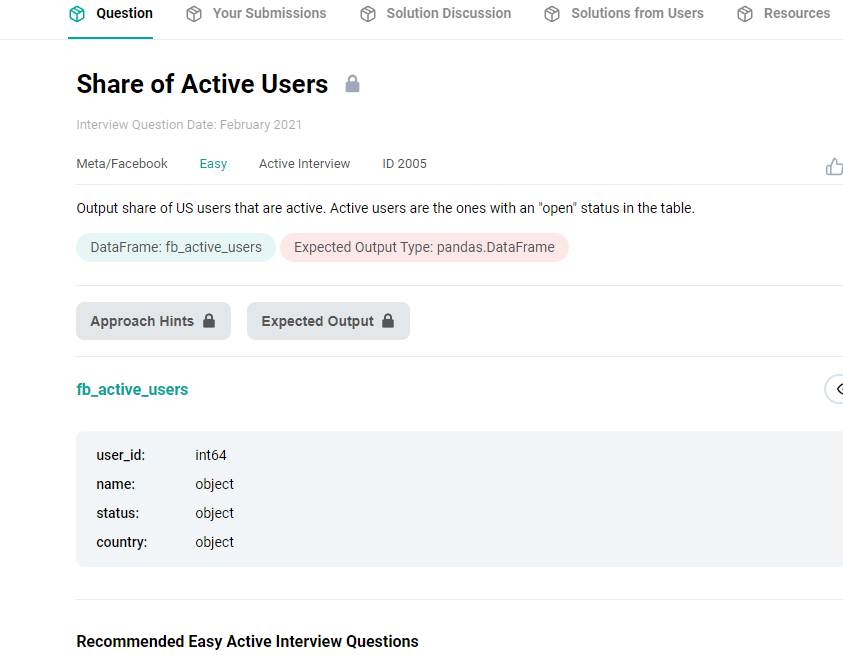 Question Your Submissions Solution Discussion Solutions from Users Resources
Share of Active Users
Interview Question Date: February 2021
Meta/Facebook Easy Active Interview ID 2005
Output share of US users that are active. Active users are the ones with an "open" status in the table.
DataFrame: fb_active_users Expected Output Type: pandas.DataFrame
Approach Hints Expected Output
fb_active_users
user_id: int64
name: object
status: object
country: object
Recommended Easy Active Interview Questions